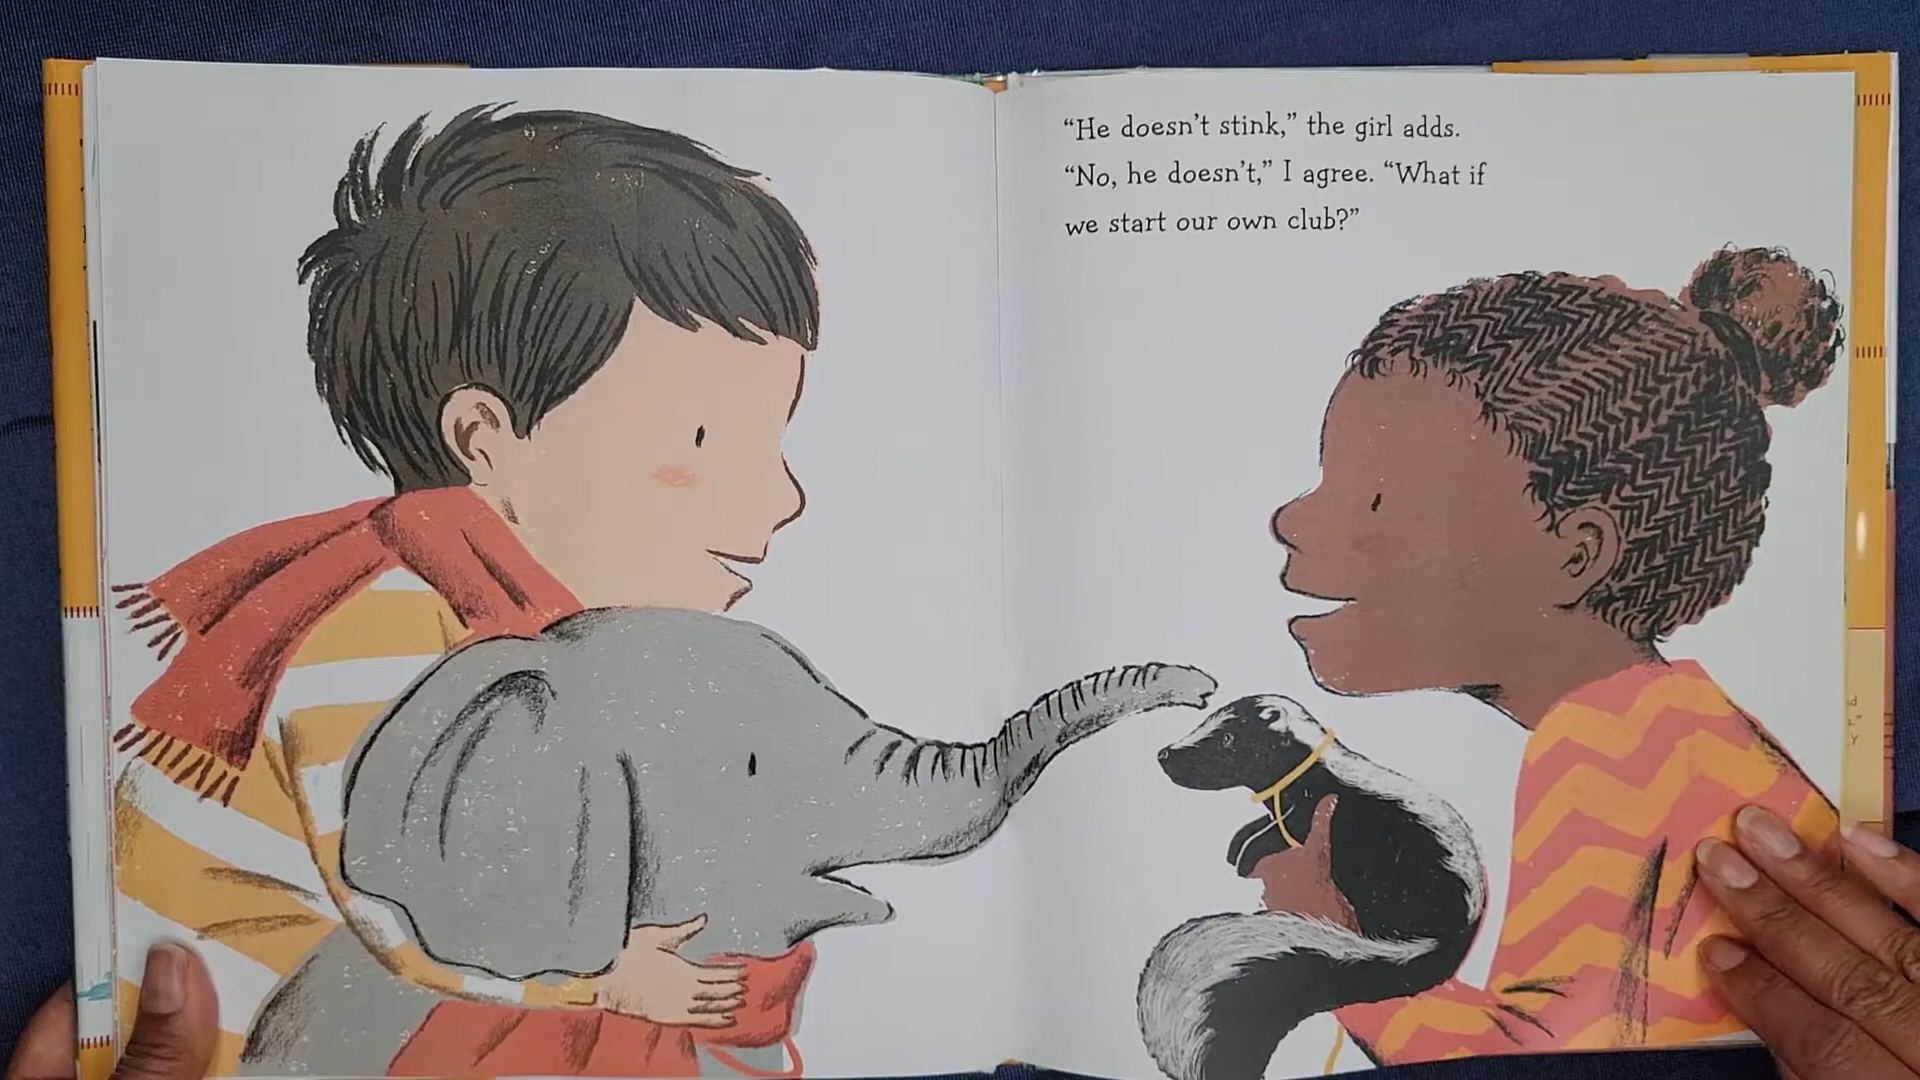 “He doesn’t stink,” the girl adds.
“No, he doesn’t,” I agree. “What if
we start our own club?”